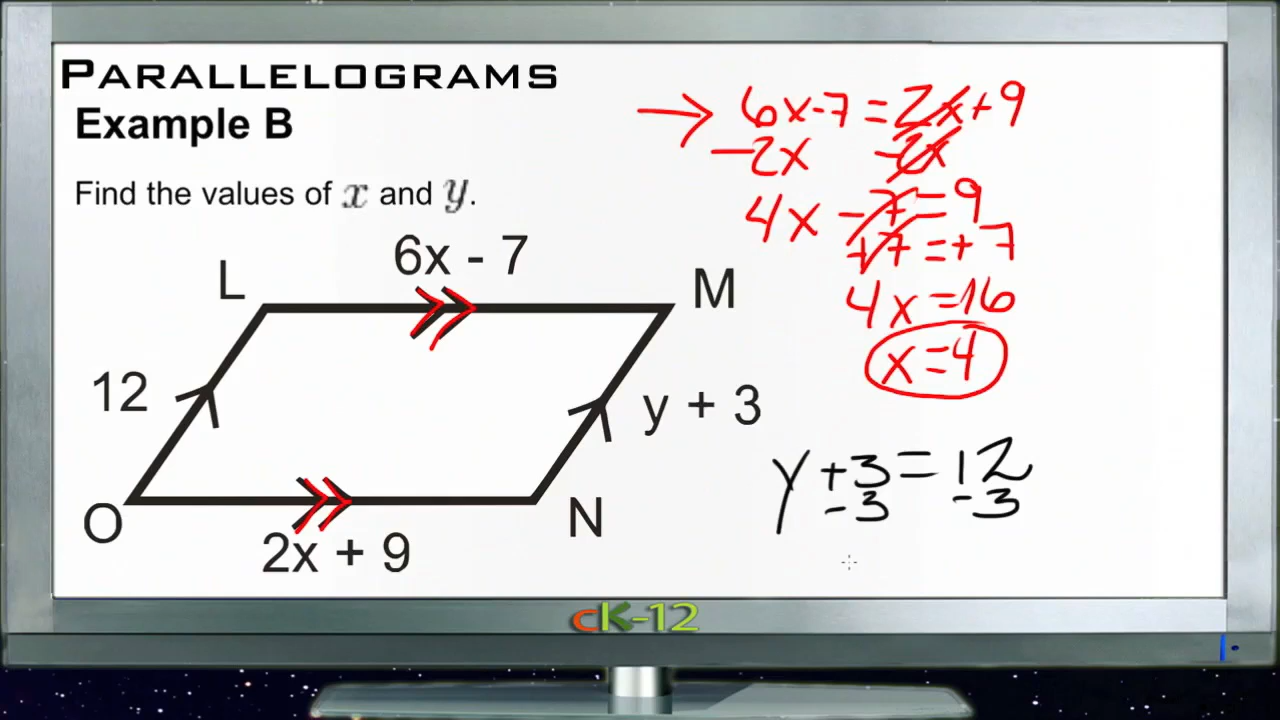 PARALLELOGRAMS
Example B
Find the values of x and y.
6x - 7
L
M
12
y + 3
O
N
2x + 9
6x-7=2x+9
-2x -2x
4x -7=9
+7=+7
4x=16
x=4
y+3=12
-3 -3
cK-12